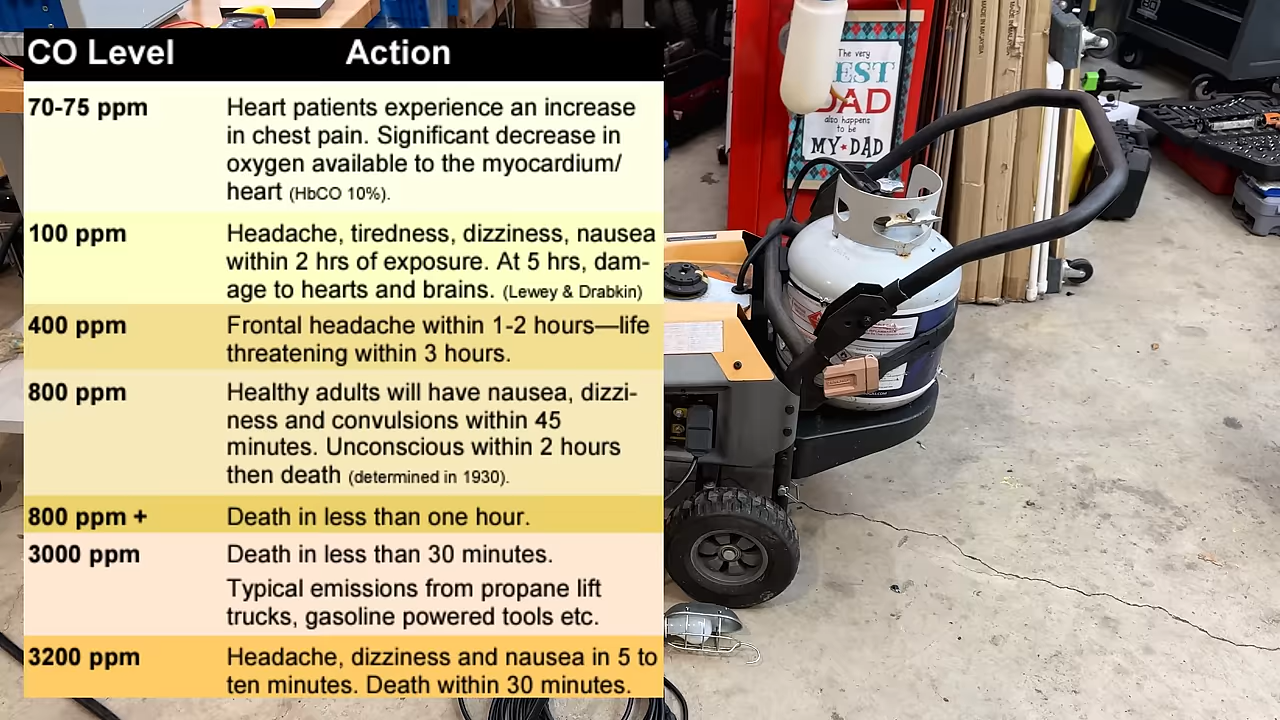 CO Level Action
70-75 ppm Heart patients experience an increase
in chest pain. Significant decrease in
oxygen available to the myocardium/
heart (HbCO 10%).
100 ppm Headache, tiredness, dizziness, nausea
within 2 hrs of exposure. At 5 hrs, dam-
age to hearts and brains. (Lewey & Drabkin)
400 ppm Frontal headache within 1-2 hours—life
threatening within 3 hours.
800 ppm Healthy adults will have nausea, dizzi-
ness and convulsions within 45
minutes. Unconscious within 2 hours
then death (determined in 1930).
800 ppm + Death in less than one hour.
3000 ppm Death in less than 30 minutes.
Typical emissions from propane lift
trucks, gasoline powered tools etc.
3200 ppm Headache, dizziness and nausea in 5 to
ten minutes. Death within 30 minutes.
The very
EST
DAD
also happens
to be
MY DAD
MADE IN MALAYSIA